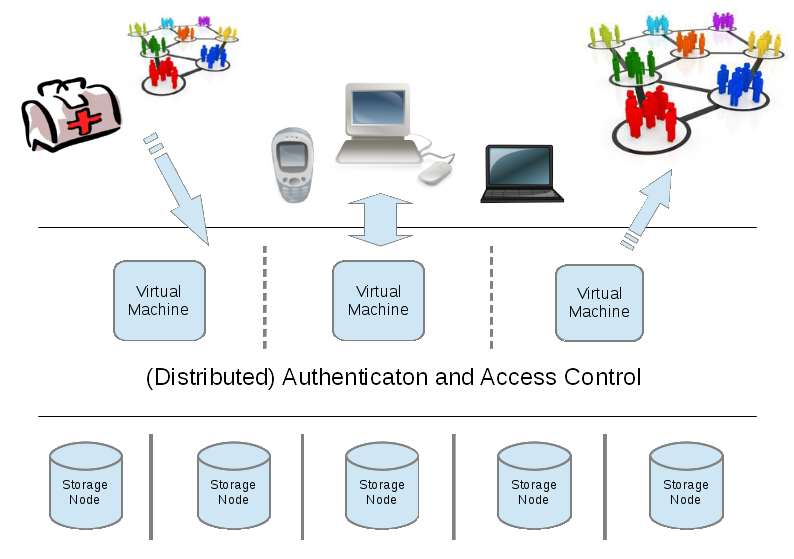 Virtual
Machine
Virtual
Machine
Virtual
Machine
(Distributed) Authenticaton and Access Control
Storage
Node
Storage
Node
Storage
Node
Storage
Node
Storage
Node